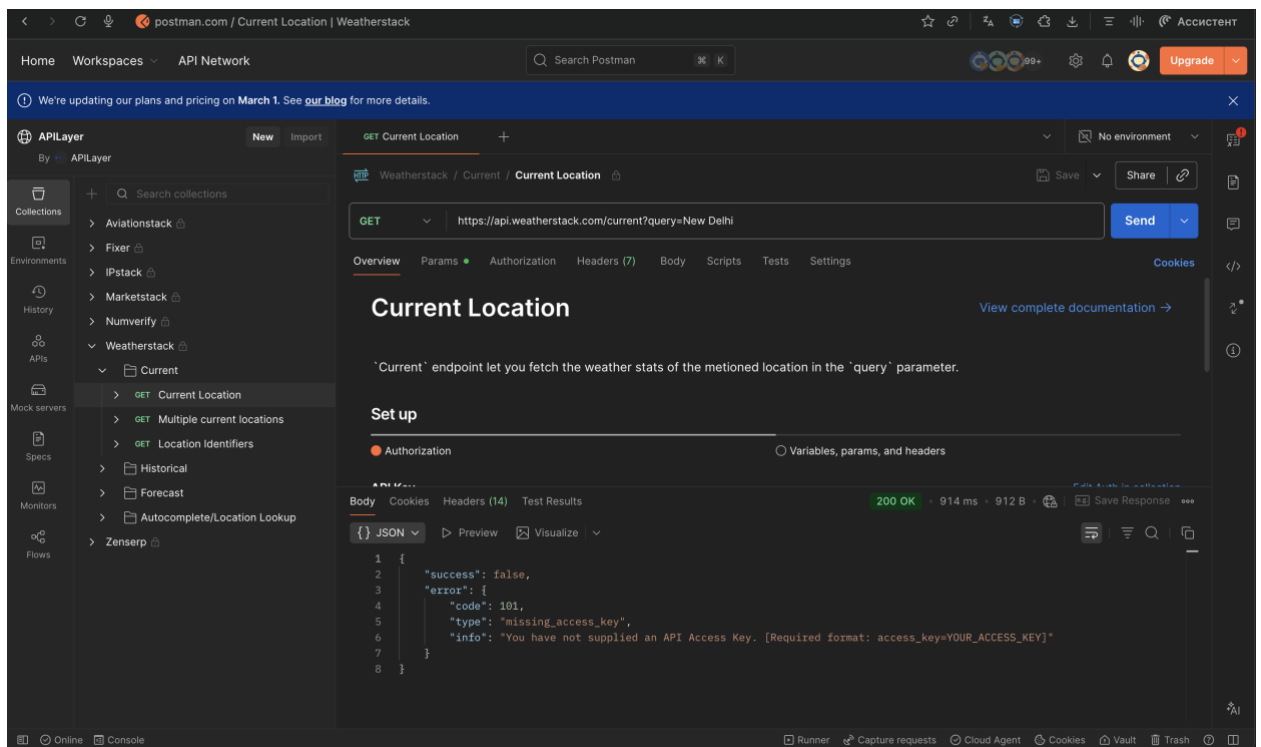 postman.com / Current Location | Weatherstack
Ассистент
Home Workspaces API Network
Search Postman ⌘ K
99+
Upgrade
We're updating our plans and pricing on March 1. See our blog for more details.
APILayer
New Import
By APILayer
GET Current Location
No environment
Weatherstack / Current / Current Location
Save
Share
Collections
Search collections
Aviationstack
Fixer
IPstack
Marketstack
Numverify
Weatherstack
Current
GET Current Location
GET Multiple current locations
GET Location Identifiers
Historical
Forecast
Autocomplete/Location Lookup
Zenserp
Environments
History
APIs
Mock servers
Specs
Monitors
Flows
GET
https://api.weatherstack.com/current?query=New Delhi
Send
Overview Params Authorization Headers (7) Body Scripts Tests Settings
Cookies
Current Location
View complete documentation →
`Current` endpoint let you fetch the weather stats of the metioned location in the `query` parameter.
Set up
Authorization
Variables, params, and headers
API Key
Edit Auth in collection
Body Cookies Headers (14) Test Results
200 OK • 914 ms • 912 B
Save Response
{} JSON Preview Visualize
1 {
2 "success": false,
3 "error": {
4 "code": 101,
5 "type": "missing_access_key",
6 "info": "You have not supplied an API Access Key. [Required format: access_key=YOUR_ACCESS_KEY]"
7 }
8 }
AI
Online Console
Runner Capture requests Cloud Agent Cookies Vault Trash